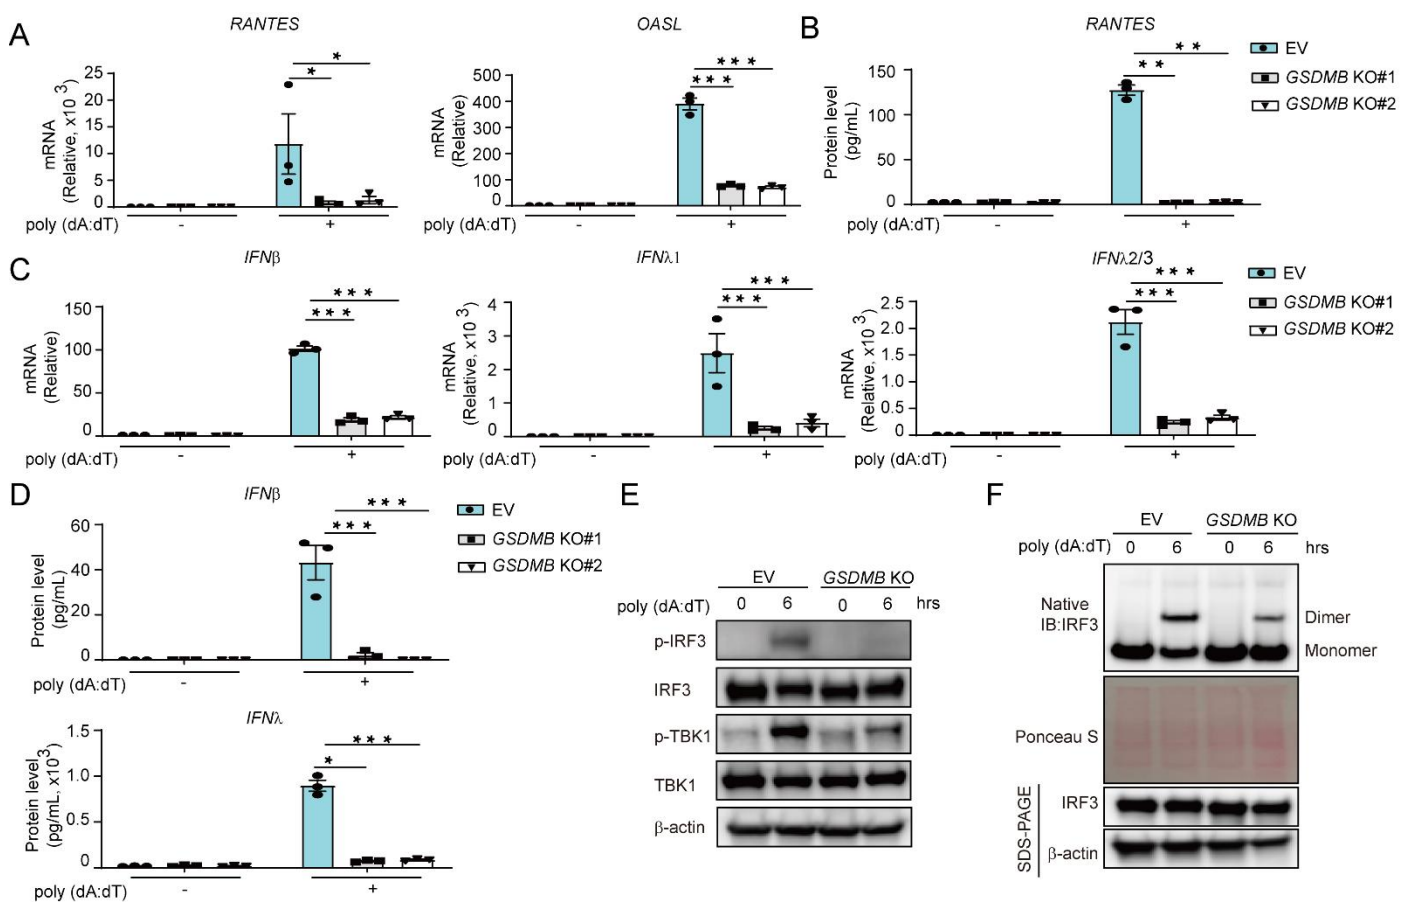 A
RANTES
mRNA
(Relative, x10 3)
25
20
15
10
5
0
* *
poly (dA:dT) - +
OASL
mRNA
(Relative)
500
400
300
200
100
0
*** ***
poly (dA:dT) - +
B
RANTES
Protein level
(pg/mL)
150
100
50
0
** **
poly (dA:dT) - +
EV
GSDMB KO#1
GSDMB KO#2
C
IFNβ
mRNA
(Relative)
150
100
50
0
*** ***
poly (dA:dT) - +
IFNλ1
mRNA
(Relative, x10 3)
4
3
2
1
0
*** ***
poly (dA:dT) - +
IFNλ2/3
mRNA
(Relative, x10 3)
2.5
2.0
1.5
1.0
0.5
0
*** ***
poly (dA:dT) - +
EV
GSDMB KO#1
GSDMB KO#2
D
IFNβ
Protein level
(pg/mL)
60
40
20
0
*** ***
poly (dA:dT) - +
EV
GSDMB KO#1
GSDMB KO#2
IFNλ
Protein level
(pg/mL, x10³)
1.5
1.0
0.5
0
* ***
poly (dA:dT) - +
E
EV GSDMB KO
poly (dA:dT) 0 6 0 6 hrs
p-IRF3
IRF3
p-TBK1
TBK1
β-actin
F
EV GSDMB KO
poly (dA:dT) 0 6 0 6 hrs
Native
IB:IRF3
Dimer
Monomer
Ponceau S
SDS-PAGE
IRF3
β-actin